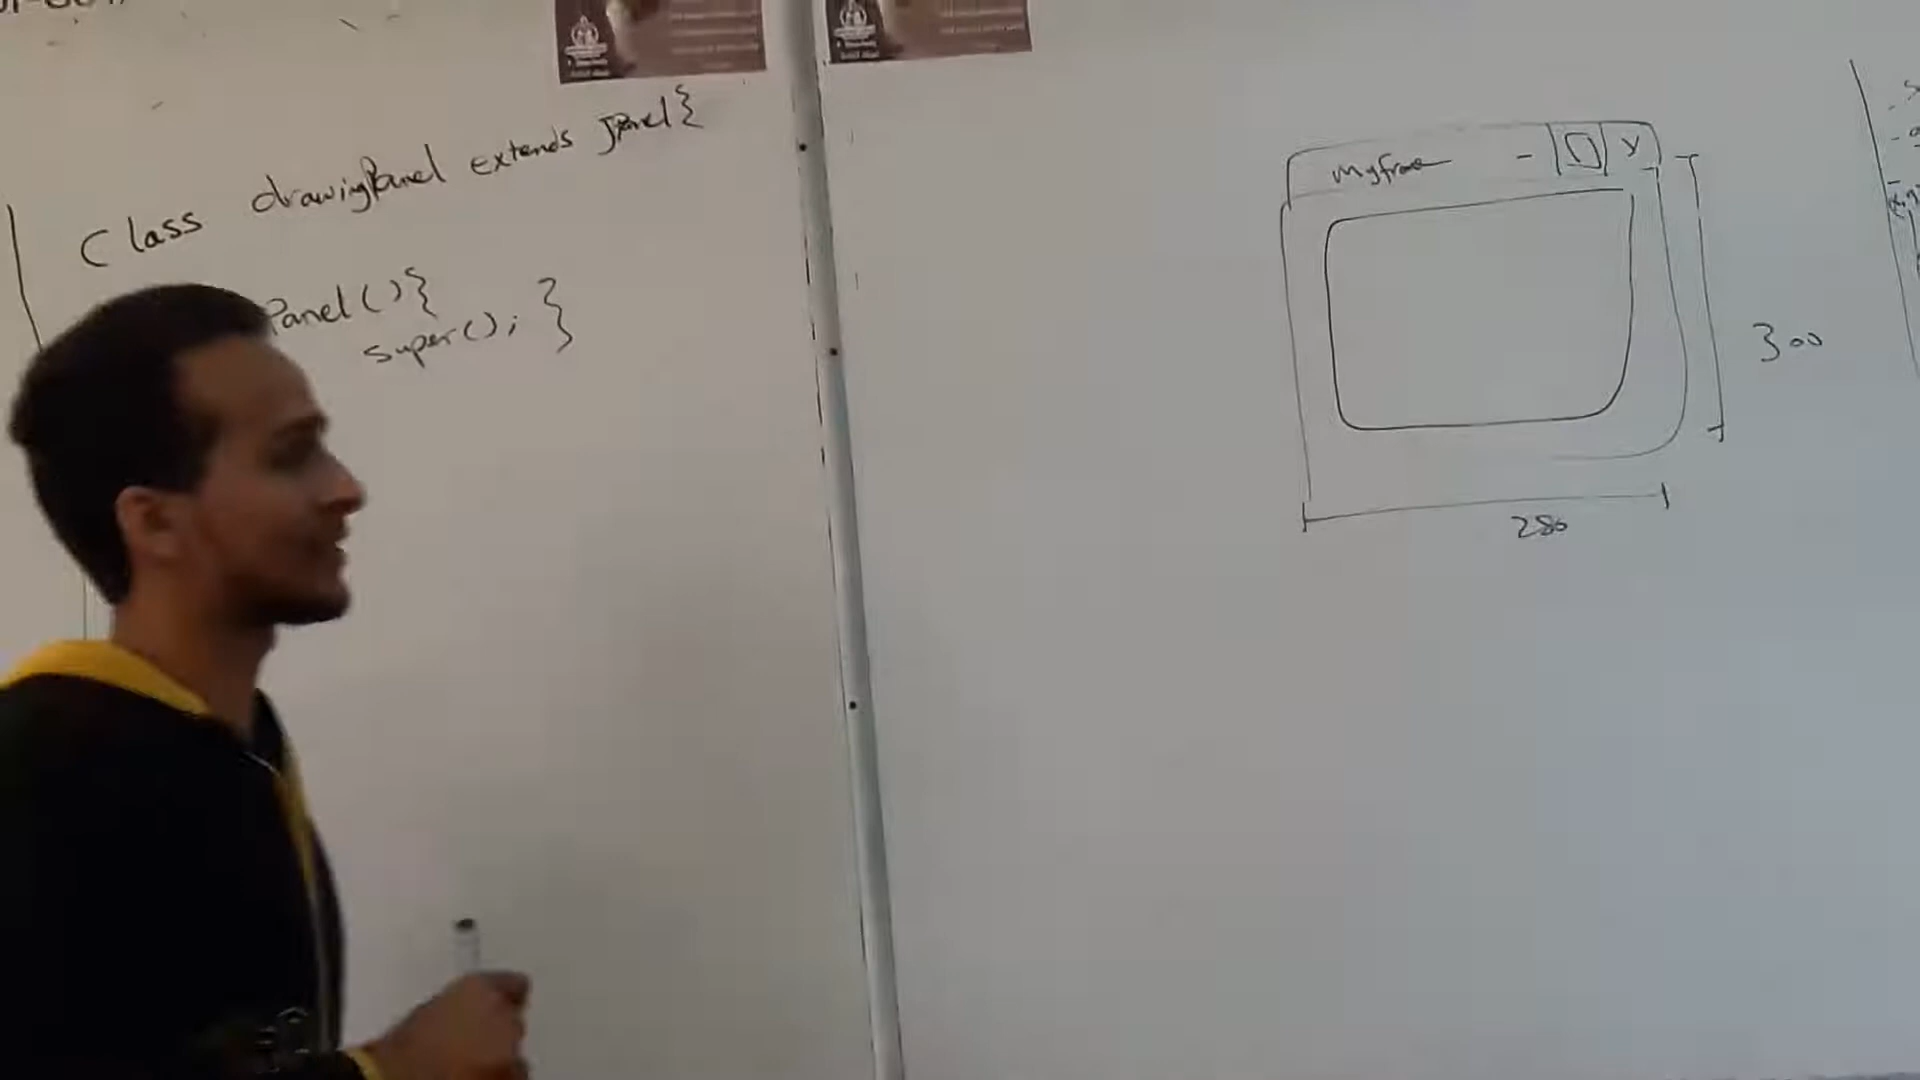 Class drawingPanel extends JPanel{
Panel(){
super(); }
Myframe - X
300
280